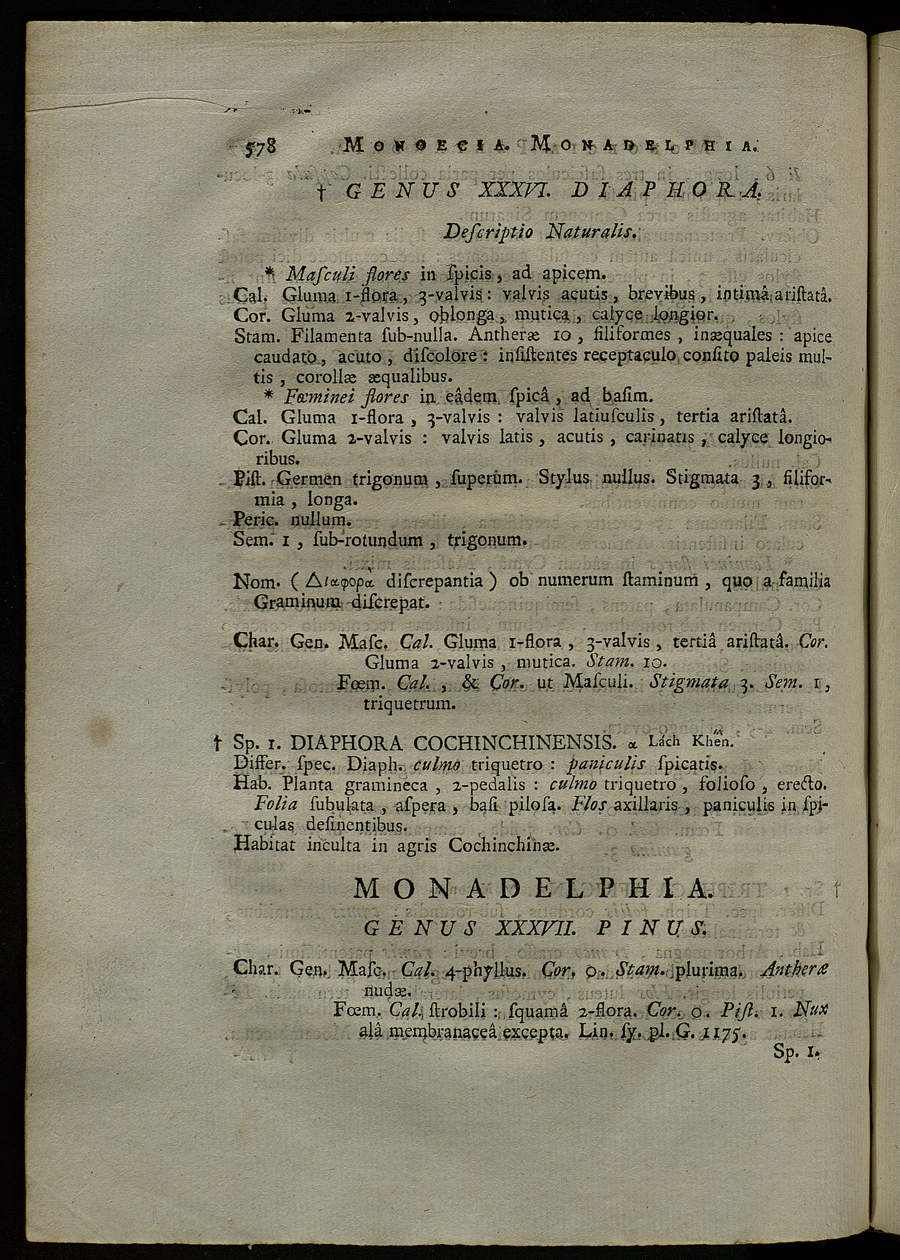 578 MONOECIA. MONADELPHIA.
† GENUS XXXVI. DIAPHORA.
Deſcriptio Naturalis.
* Maſculi flores in ſpicis, ad apicem.
Cal. Gluma 1-flora, 3-valvis: valvis acutis, brevibus, intimâ ariſtatâ.
Cor. Gluma 2-valvis, oblonga, mutica, calyce longior.
Stam. Filamenta ſub-nulla. Antheræ 10, filiformes, inæquales: apice
caudato, acuto, diſcolore: inſiſtentes receptaculo conſito paleis mul-
tis, corollæ æqualibus.
* Fœminei flores in eâdem ſpicâ, ad baſim.
Cal. Gluma 1-flora, 3-valvis: valvis latiuſculis, tertia ariſtatâ.
Cor. Gluma 2-valvis: valvis latis, acutis, carinatis, calyce longio-
ribus.
Piſt. Germen trigonum, ſuperum. Stylus nullus. Stigmata 3, filifor-
mia, longa.
Peric. nullum.
Sem. 1, ſub-rotundum, trigonum.
Nom. (Διαφορὰ diſcrepantia) ob numerum ſtaminum, quo a familia
Graminum diſcrepat.
Char. Gen. Maſc. Cal. Gluma 1-flora, 3-valvis, tertiâ ariſtatâ. Cor.
Gluma 2-valvis, mutica. Stam. 10.
Fœm. Cal., & Cor. ut Maſculi. Stigmata 3. Sem. 1,
triquetrum.
† Sp. 1. DIAPHORA COCHINCHINENSIS. α Lách Khên.
Differ. ſpec. Diaph. culmo triquetro: paniculis ſpicatis.
Hab. Planta gramineca, 2-pedalis: culmo triquetro, folioſo, erecto.
Folia ſubulata, aſpera, baſi piloſa. Flos axillaris, paniculis in ſpi-
culas deſinentibus.
Habitat inculta in agris Cochinchinæ.
MONADELPHIA.
GENUS XXXVII. PINUS.
Char. Gen. Maſc. Cal. 4-phyllus. Cor. 0. Stam. plurima. Antheræ
nudæ.
Fœm. Cal. ſtrobili: ſquamâ 2-flora. Cor. 0. Piſt. 1. Nux
alâ membranaceâ excepta. Lin. ſy. pl. G. 1175.
Sp. 1.